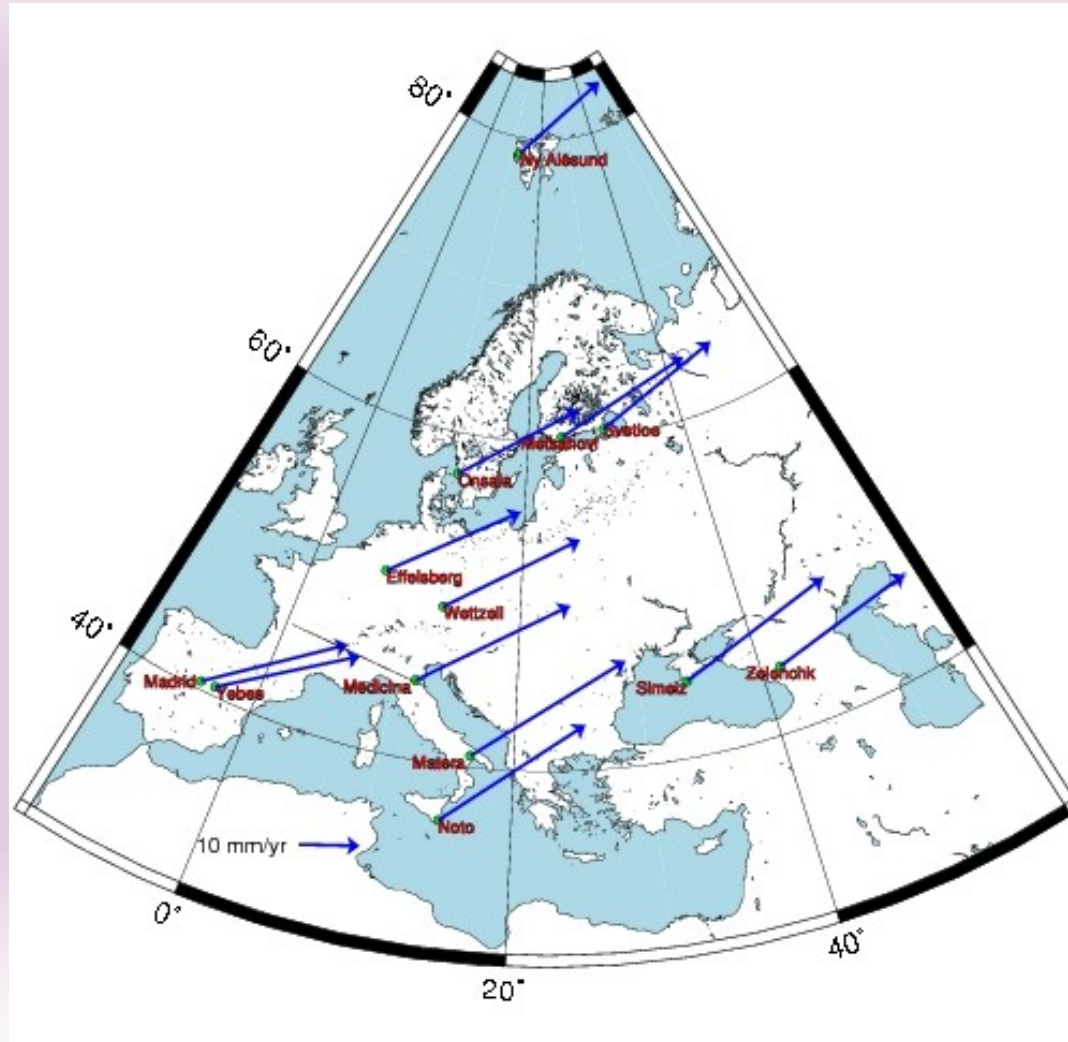 80°
Ny Alesund
60°
Metsahovi
Svetloe
Onsala
Effelsberg
Wettzell
40°
Madrid
Yebes
Medicina
Simeiz
Zelenchk
Matera
Noto
10 mm/yr
0°
20°
40°